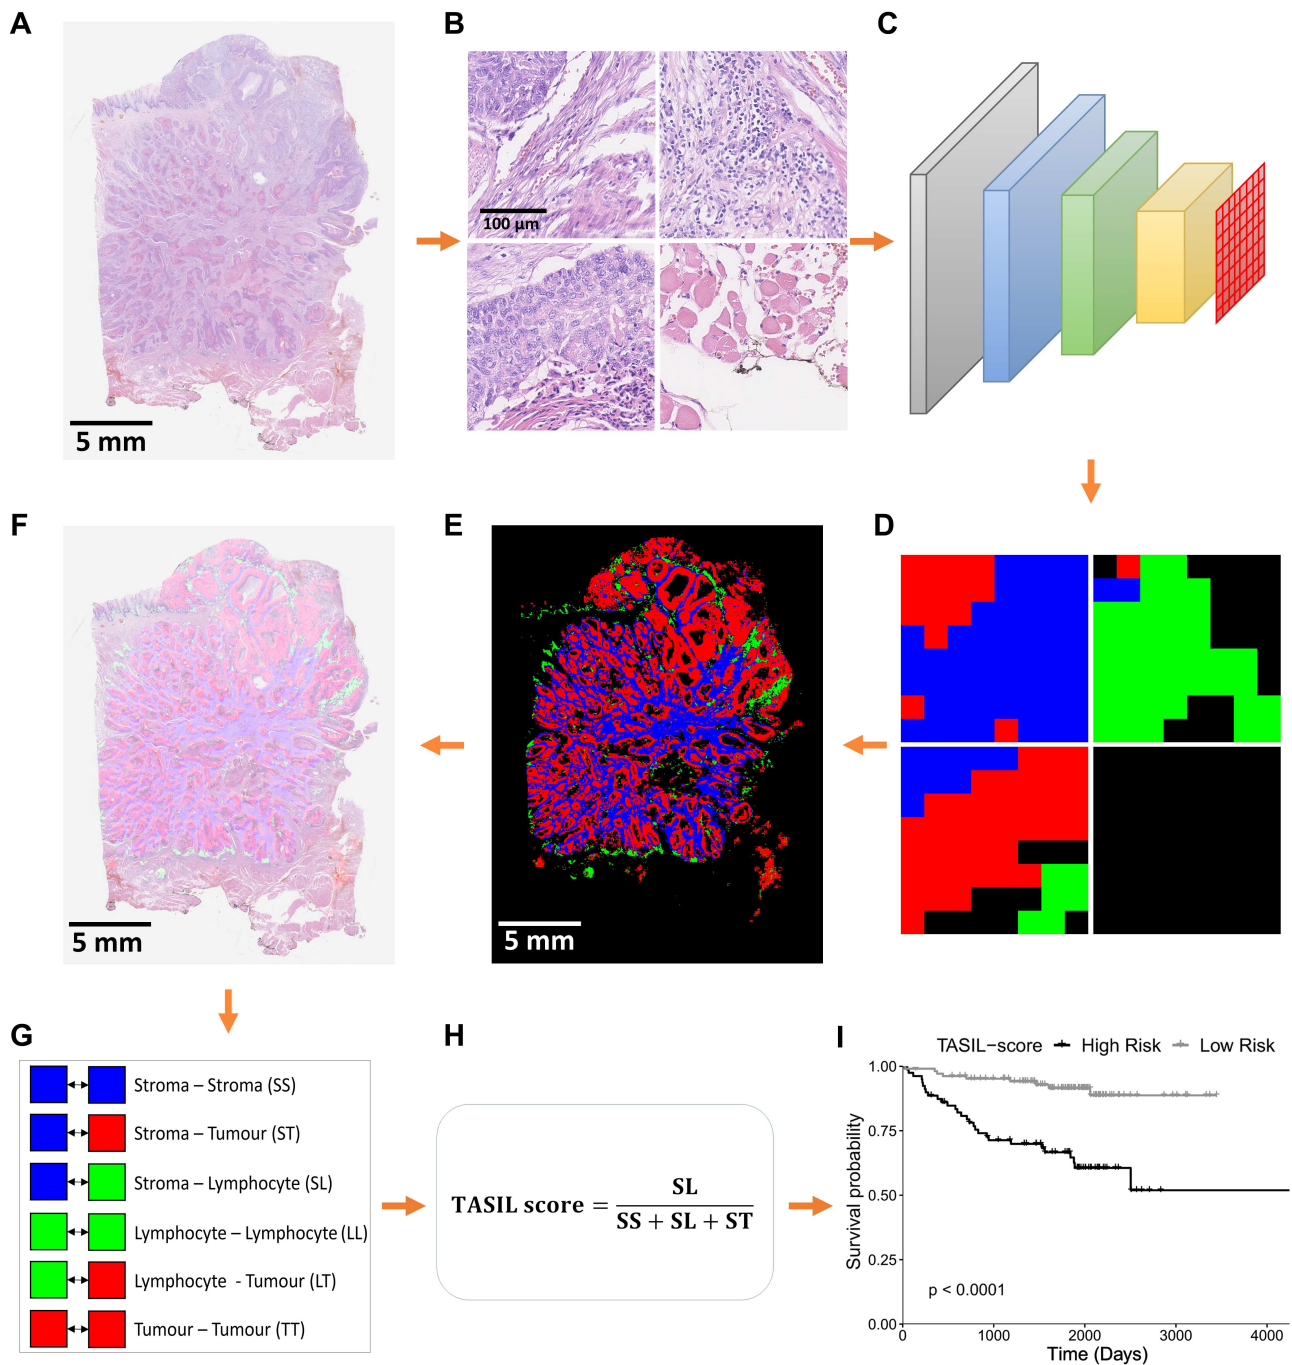 A
B
C
100 µm
5 mm
F
E
D
5 mm
5 mm
G
H
I
Stroma – Stroma (SS)
Stroma – Tumour (ST)
Stroma – Lymphocyte (SL)
Lymphocyte – Lymphocyte (LL)
Lymphocyte - Tumour (LT)
Tumour – Tumour (TT)
TASIL score = SL
SS + SL + ST
TASIL−score High Risk Low Risk
Survival probability
1.00
0.75
0.50
0.25
0.00
p < 0.0001
0 1000 2000 3000 4000
Time (Days)